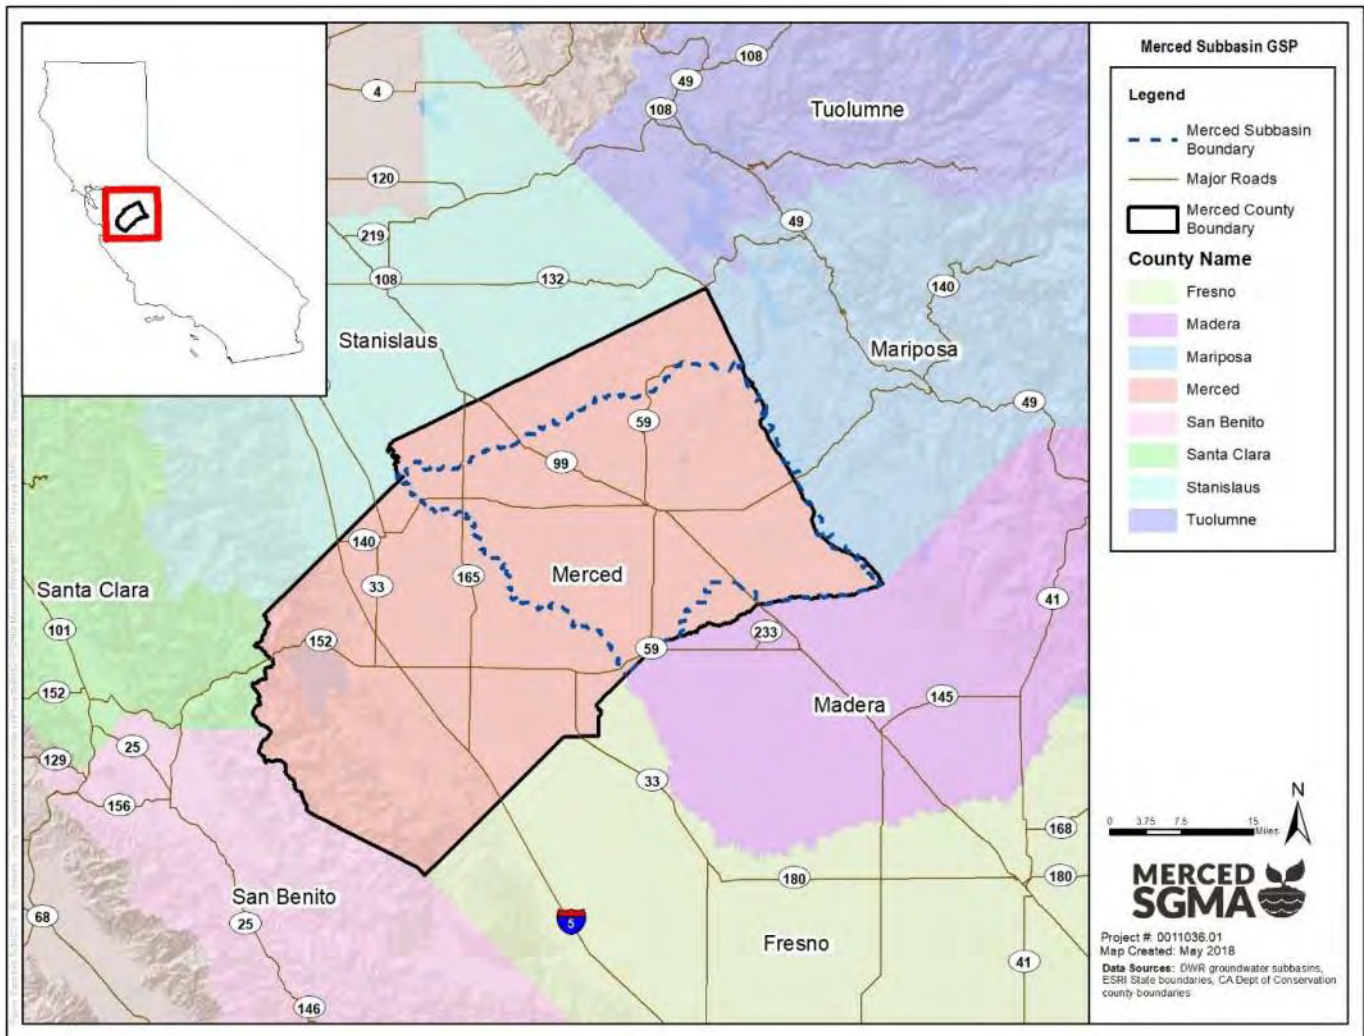 Merced Subbasin GSP
Legend
Merced Subbasin
Boundary
Major Roads
Merced County
Boundary
County Name
Fresno
Madera
Mariposa
Merced
San Benito
Santa Clara
Stanislaus
Tuolumne
108
49
4
108
Tuolumne
120
49
219
108
132
140
Stanislaus
Mariposa
59
49
99
140
Merced
165
33
Santa Clara
41
101
233
152
59
152
145
Madera
25
129
33
156
168
180
180
San Benito
68
25
5
Fresno
41
146
N
0 3.75 7.5 15
Miles
MERCED
SGMA
Project #: 0011036.01
Map Created: May 2018
Data Sources: DWR groundwater subbasins,
ESRI State boundaries, CA Dept of Conservation
county boundaries